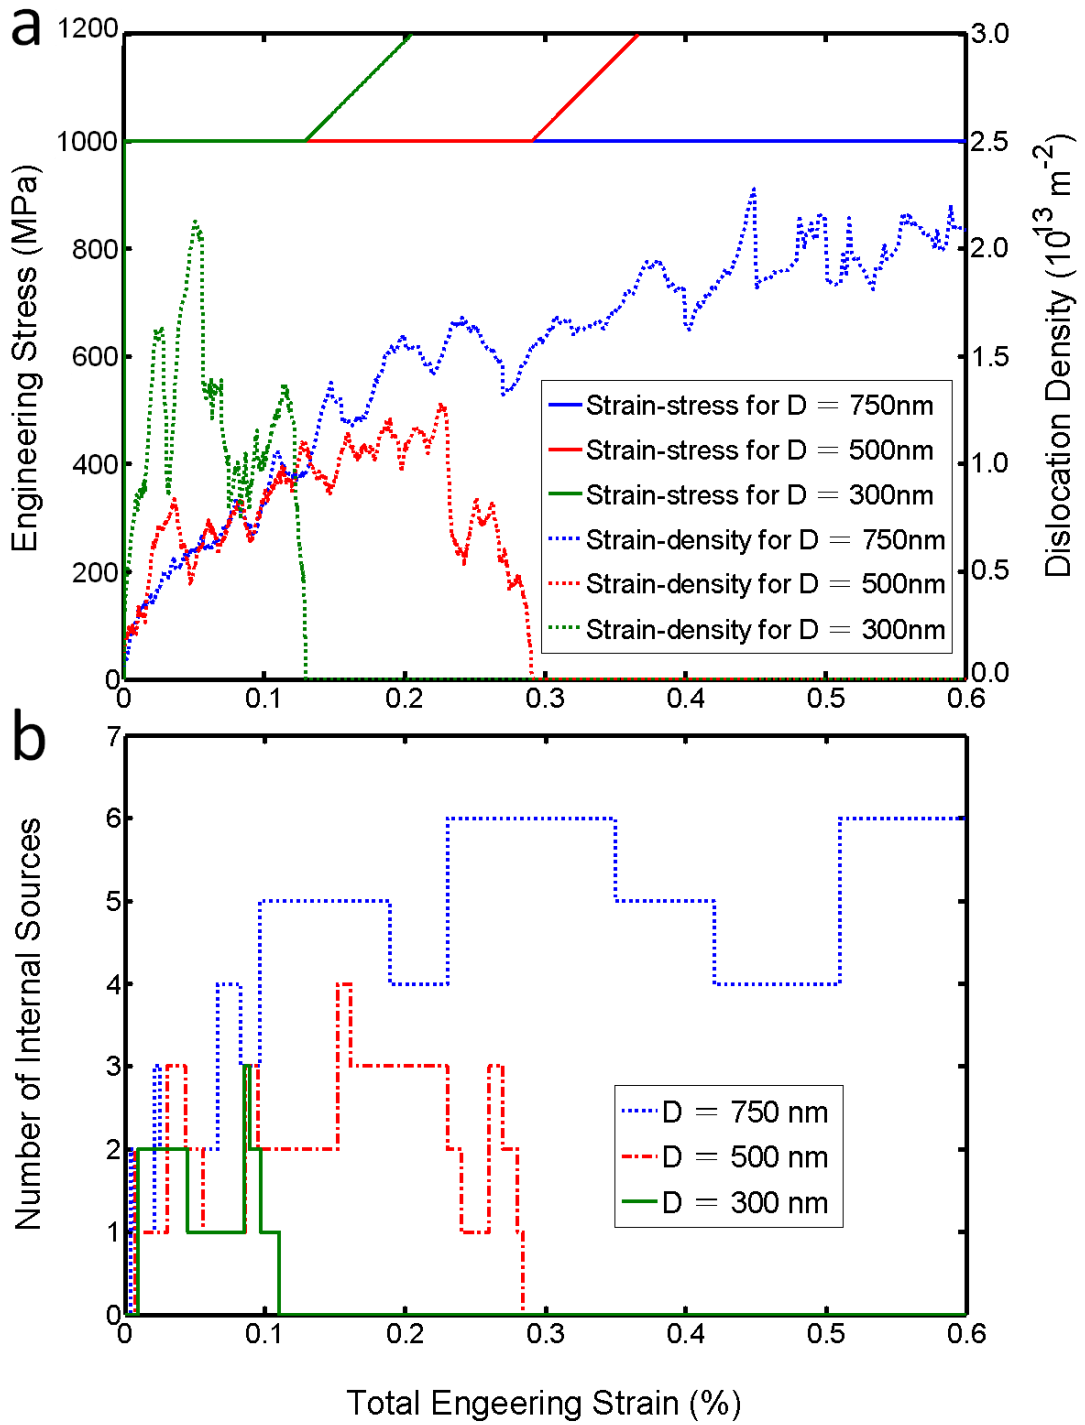 a
1200
1000
800
600
400
200
0
Engineering Stress (MPa)
3.0
2.5
2.0
1.5
1.0
0.5
0.0
Dislocation Density (10^13 m^-2)
Strain-stress for D = 750nm
Strain-stress for D = 500nm
Strain-stress for D = 300nm
Strain-density for D = 750nm
Strain-density for D = 500nm
Strain-density for D = 300nm
0 0.1 0.2 0.3 0.4 0.5 0.6
b
7
6
5
4
3
2
1
0
Number of Internal Sources
D = 750 nm
D = 500 nm
D = 300 nm
0 0.1 0.2 0.3 0.4 0.5 0.6
Total Engeering Strain (%)